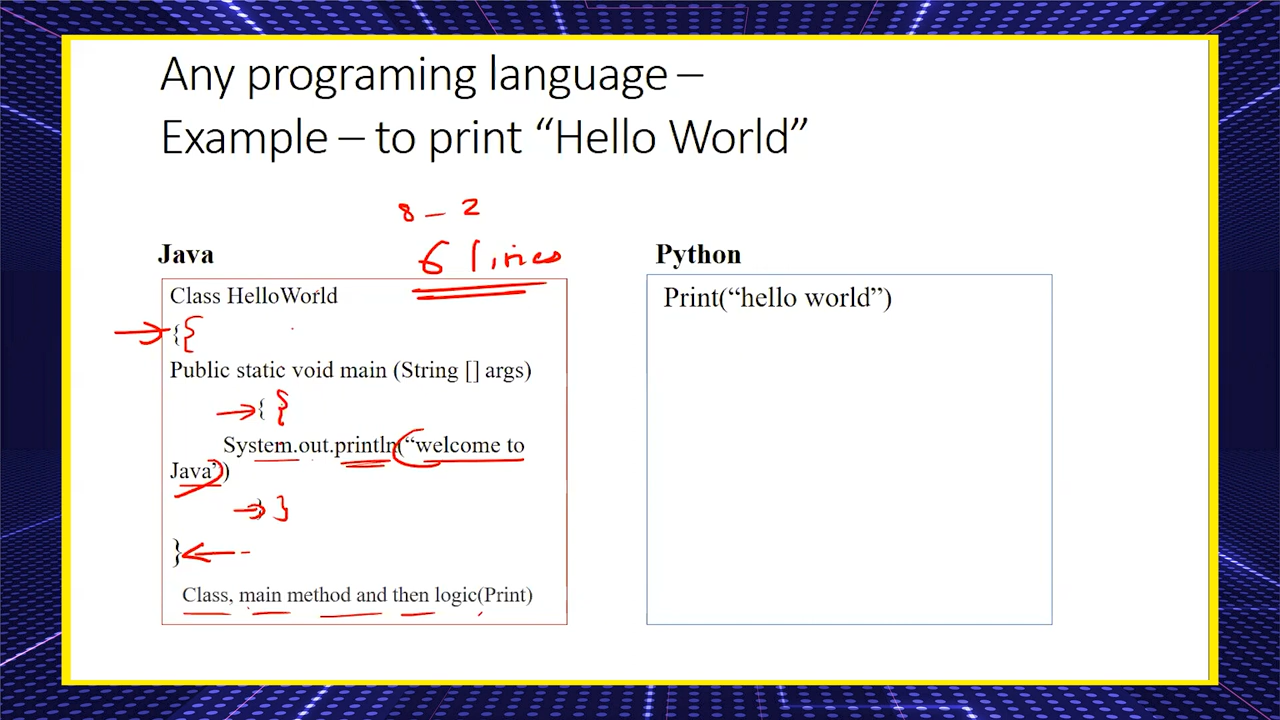 Any programing language –
Example – to print “Hello World”
8 – 2
6 lines
Java
Class HelloWorld
{ {
Public static void main (String [] args)
{ {
System.out.println(“welcome to
Java”)
} }
}
Class, main method and then logic(Print)
Python
Print(“hello world”)